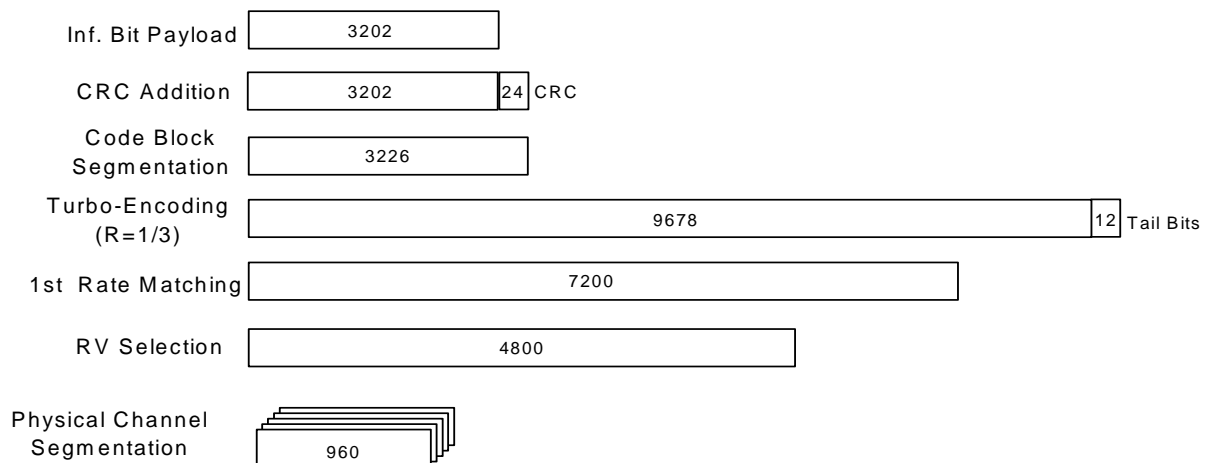 Inf. Bit Payload 3202
CRC Addition 3202 24 CRC
Code Block
Segmentation 3226
Turbo-Encoding
(R=1/3) 9678 12 Tail Bits
1st Rate Matching 7200
RV Selection 4800
Physical Channel
Segmentation 960